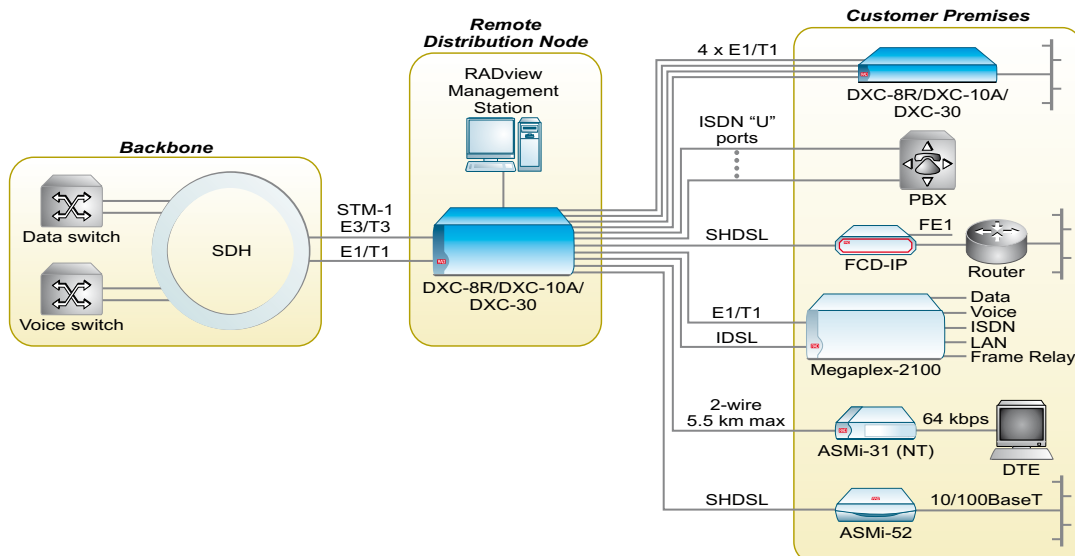 Customer Premises
Remote
Distribution Node
RADview
Management
Station
4 x E1/T1
DXC-8R/DXC-10A/
DXC-30
ISDN “U”
ports
PBX
Backbone
Data switch
SDH
Voice switch
STM-1
E3/T3
E1/T1
DXC-8R/DXC-10A/
DXC-30
SHDSL
FCD-IP
FE1
Router
E1/T1
IDSL
Megaplex-2100
Data
Voice
ISDN
LAN
Frame Relay
2-wire
5.5 km max
ASMi-31 (NT)
64 kbps
DTE
SHDSL
ASMi-52
10/100BaseT